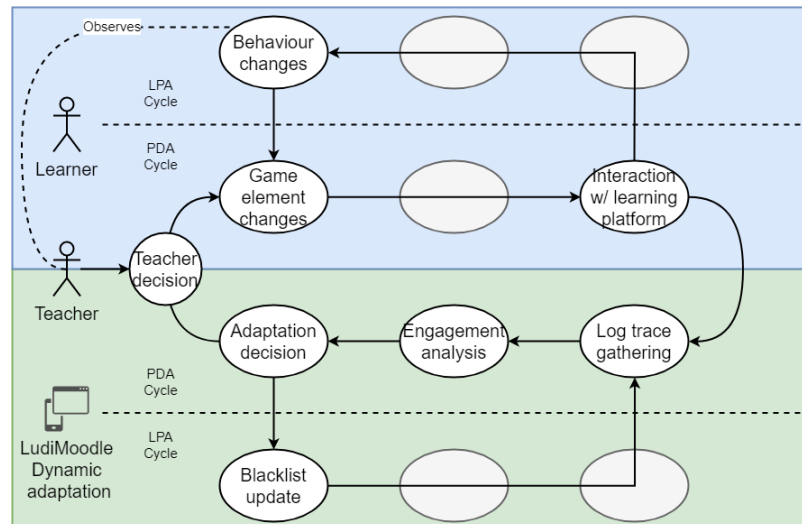 Observes
Behaviour
changes
LPA
Cycle
Learner
PDA
Cycle
Game
element
changes
Interaction
w/ learning
platform
Teacher
Teacher
decision
Adaptation
decision
Engagement
analysis
Log trace
gathering
PDA
Cycle
LudiMoodle
Dynamic
adaptation
LPA
Cycle
Blacklist
update